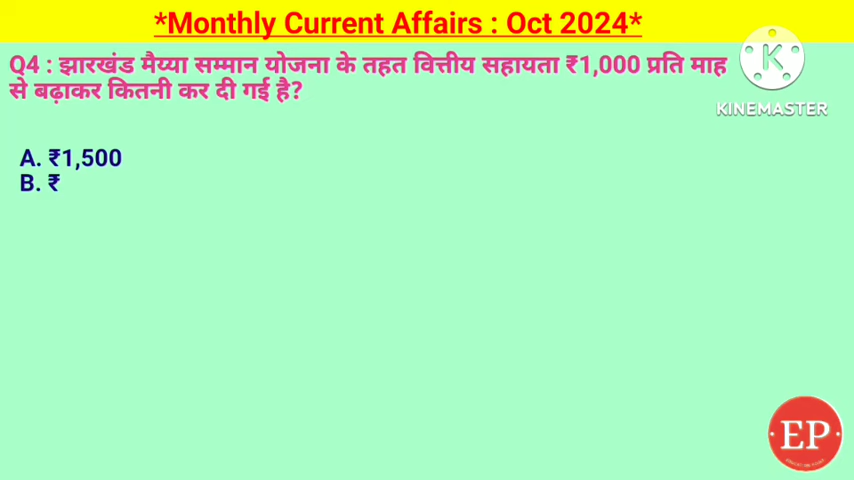 *Monthly Current Affairs : Oct 2024*
Q4 : झारखंड मैय्या सम्मान योजना के तहत वित्तीय सहायता ₹1,000 प्रति माह
से बढ़ाकर कितनी कर दी गई है?
K
KINEMASTER
A. ₹1,500
B. ₹
EP